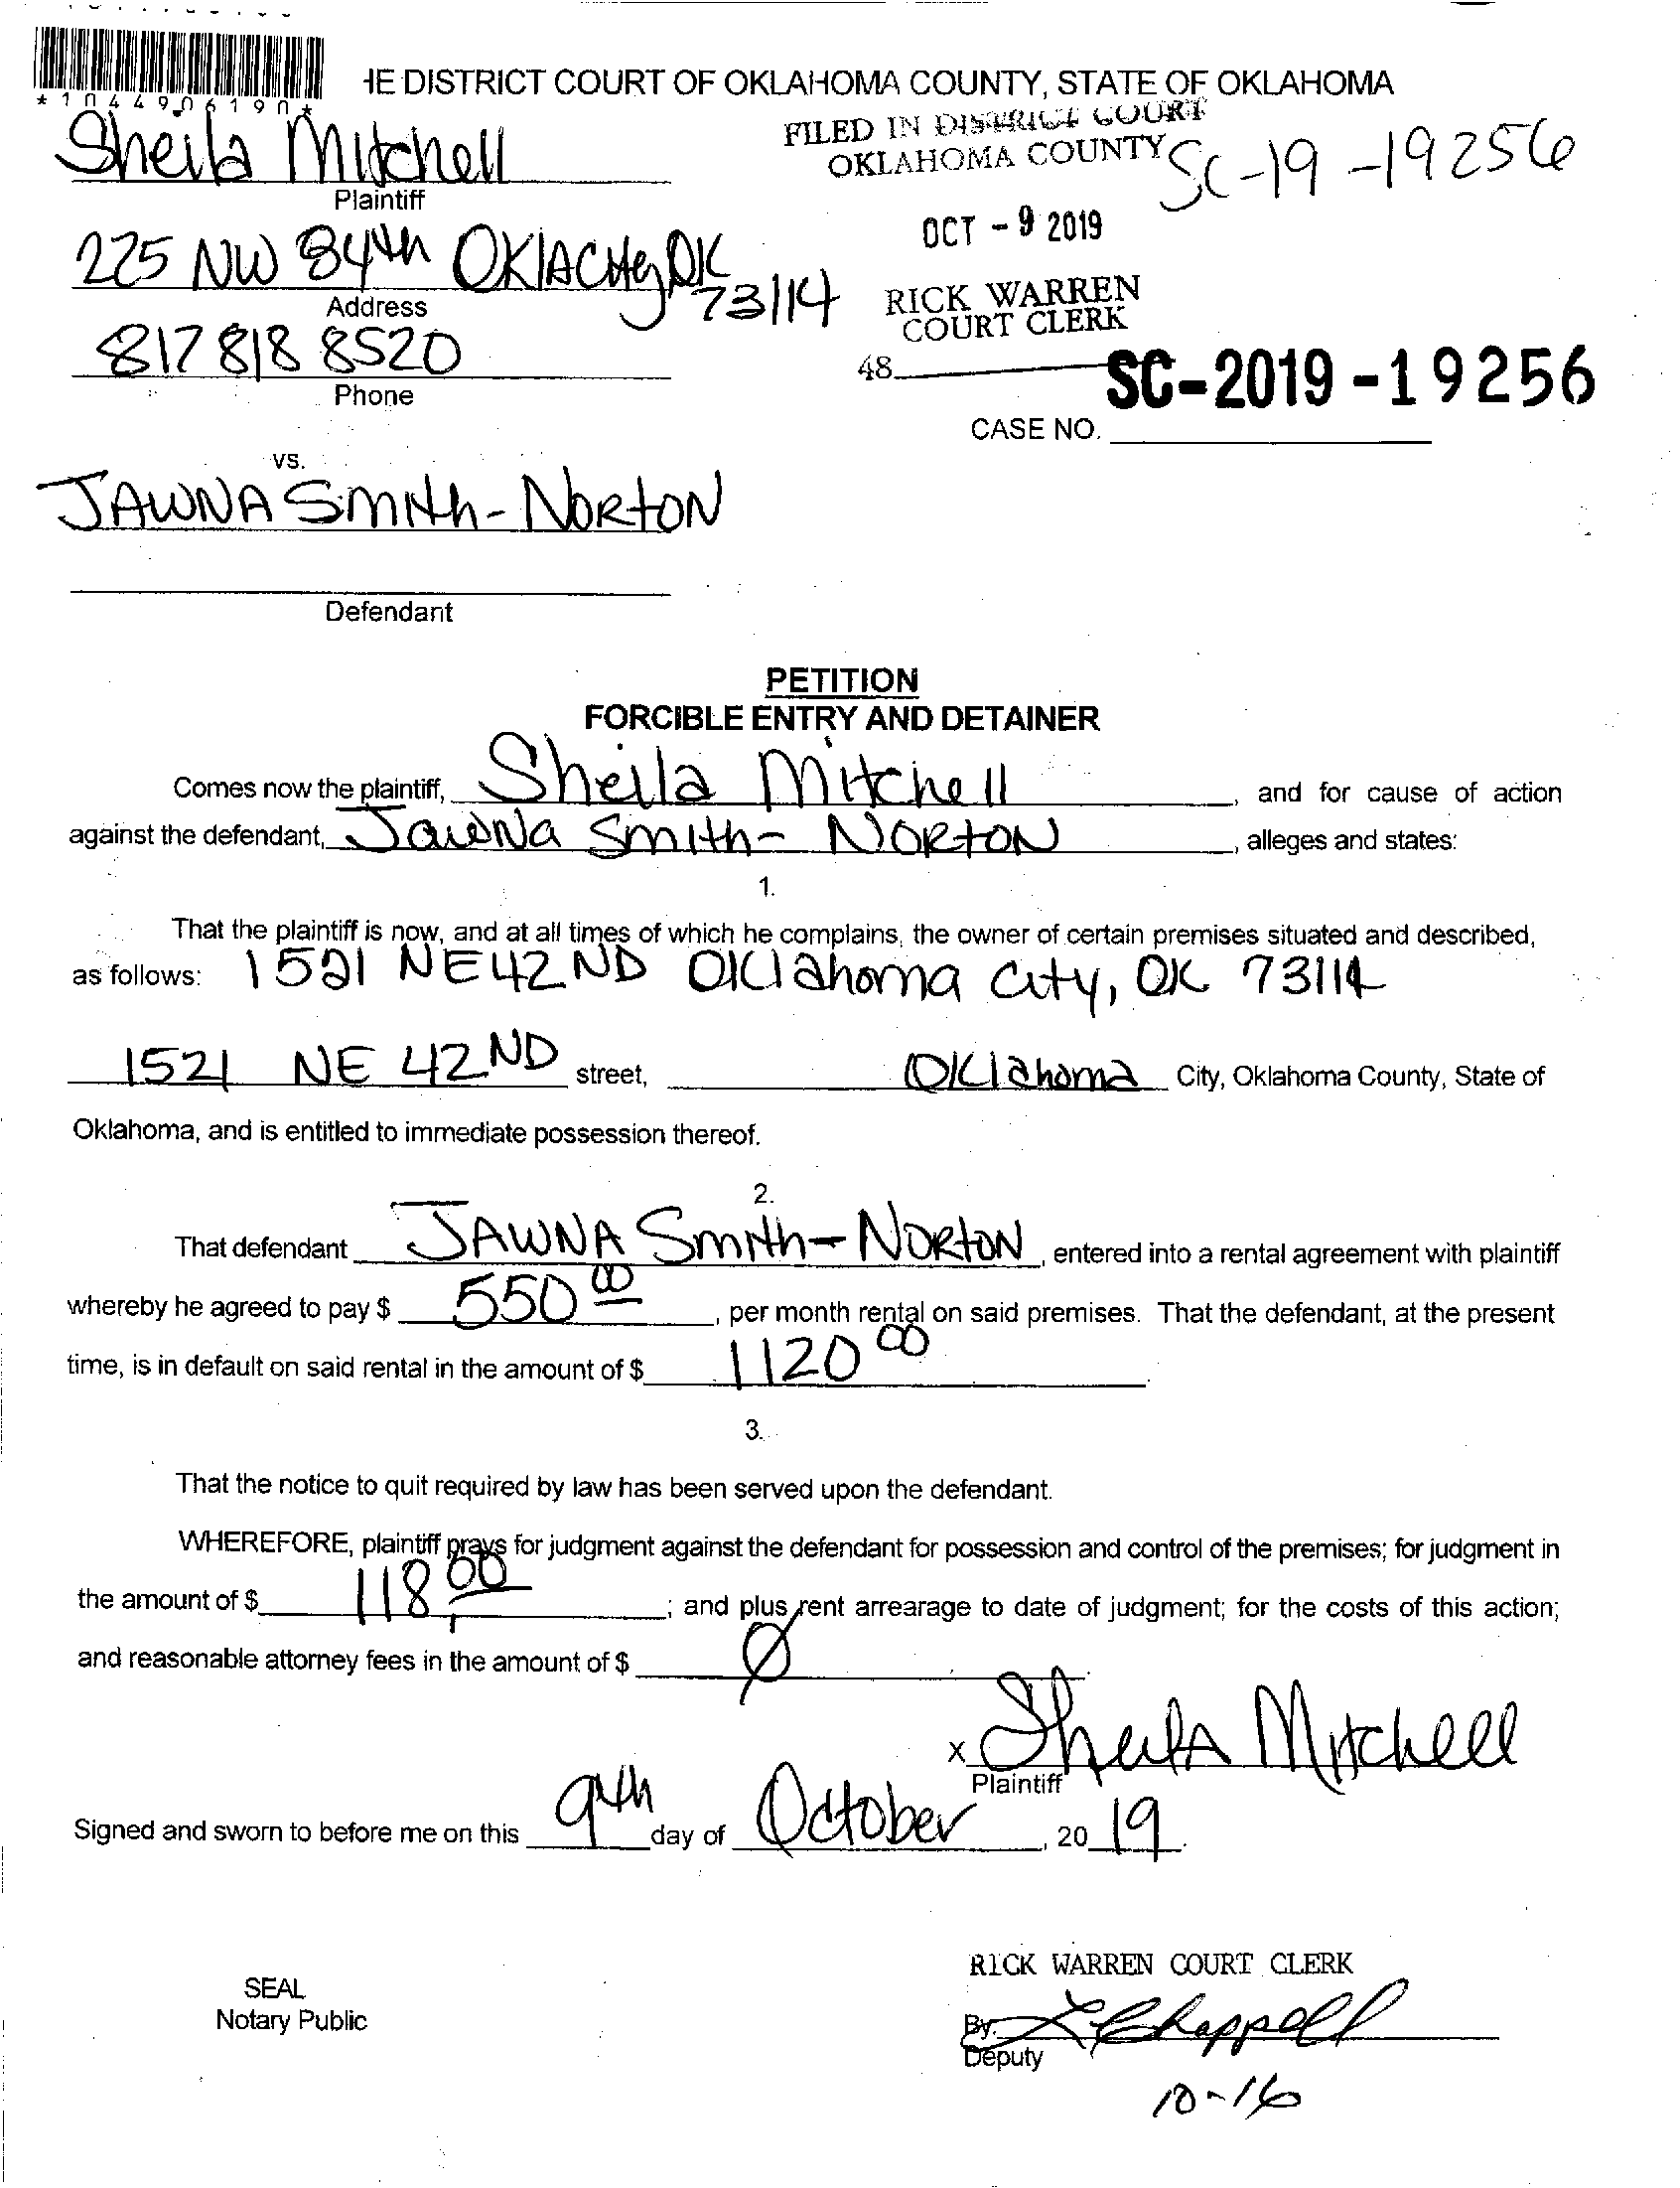 *1044906190*
HE DISTRICT COURT OF OKLAHOMA COUNTY, STATE OF OKLAHOMA
Sheila Mitchell
Plaintiff
FILED IN DISTRICT COURT
OKLAHOMA COUNTY
SC-19-19256
225 NW 84th OKlACity OK 73114
Address
OCT - 9 2019
RICK WARREN
COURT CLERK
817 818 8520
Phone
48
SC-2019-19256
CASE NO.
vs.
JAWNA Smith-NORtON
Defendant
PETITION
FORCIBLE ENTRY AND DETAINER
Comes now the plaintiff, Sheila Mitchell, and for cause of action
against the defendant, Jawna Smith-NORtON, alleges and states:
1.
That the plaintiff is now, and at all times of which he complains, the owner of certain premises situated and described,
as follows: 1521 NE 42ND Oklahoma City, OK 73114
1521 NE 42ND street, Oklahoma City, Oklahoma County, State of
Oklahoma, and is entitled to immediate possession thereof.
2.
That defendant JAWNA Smith-NORtON, entered into a rental agreement with plaintiff
whereby he agreed to pay $ 550 00, per month rental on said premises. That the defendant, at the present
time, is in default on said rental in the amount of $ 1120 00.
3.
That the notice to quit required by law has been served upon the defendant.
WHEREFORE, plaintiff prays for judgment against the defendant for possession and control of the premises; for judgment in
the amount of $ 118.00; and plus rent arrearage to date of judgment; for the costs of this action;
and reasonable attorney fees in the amount of $ Ø.
x Sheila Mitchell
Plaintiff
Signed and sworn to before me on this 9th day of October, 20 19.
RICK WARREN COURT CLERK
SEAL
Notary Public
By: L Chappell
Deputy
10-16